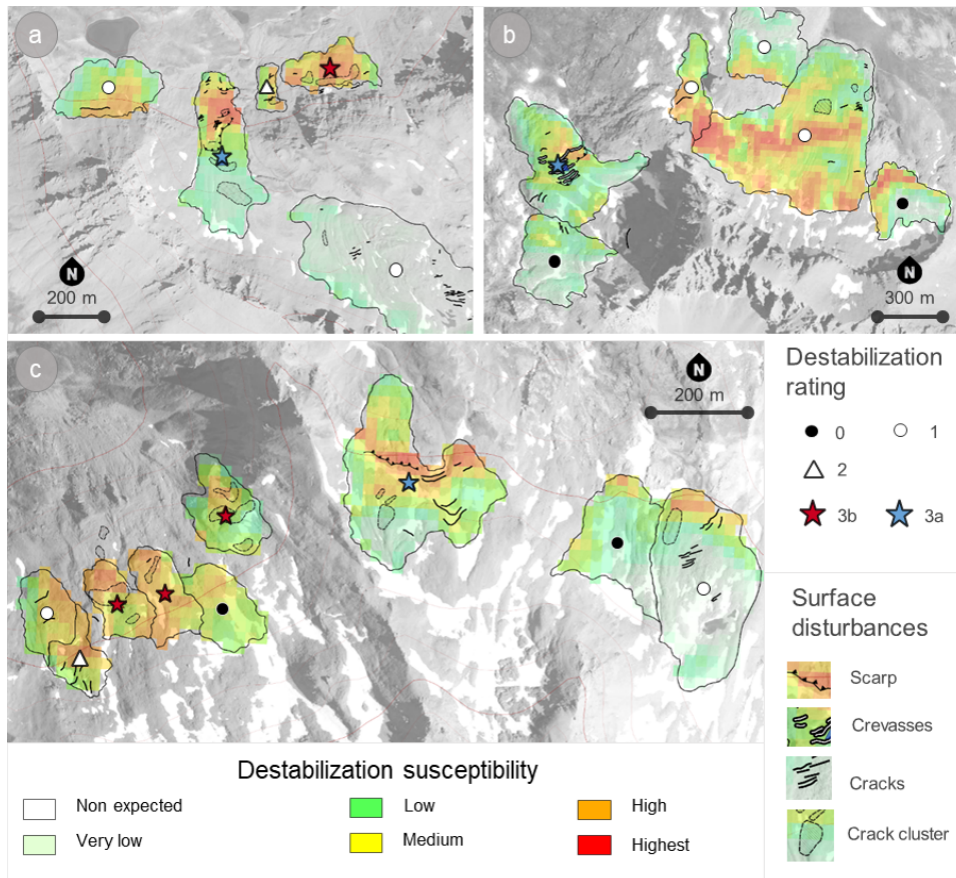 a
b
N
200 m
N
300 m
c
N
200 m
Destabilization
rating
0
1
2
3b
3a
Surface
disturbances
Scarp
Crevasses
Cracks
Crack cluster
Destabilization susceptibility
Non expected
Low
High
Very low
Medium
Highest